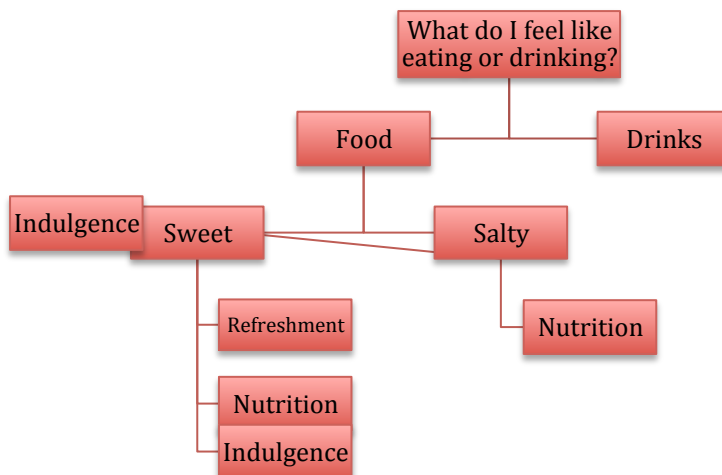 What do I feel like
eating or drinking?
Food
Drinks
Indulgence
Sweet
Salty
Refreshment
Nutrition
Nutrition
Indulgence